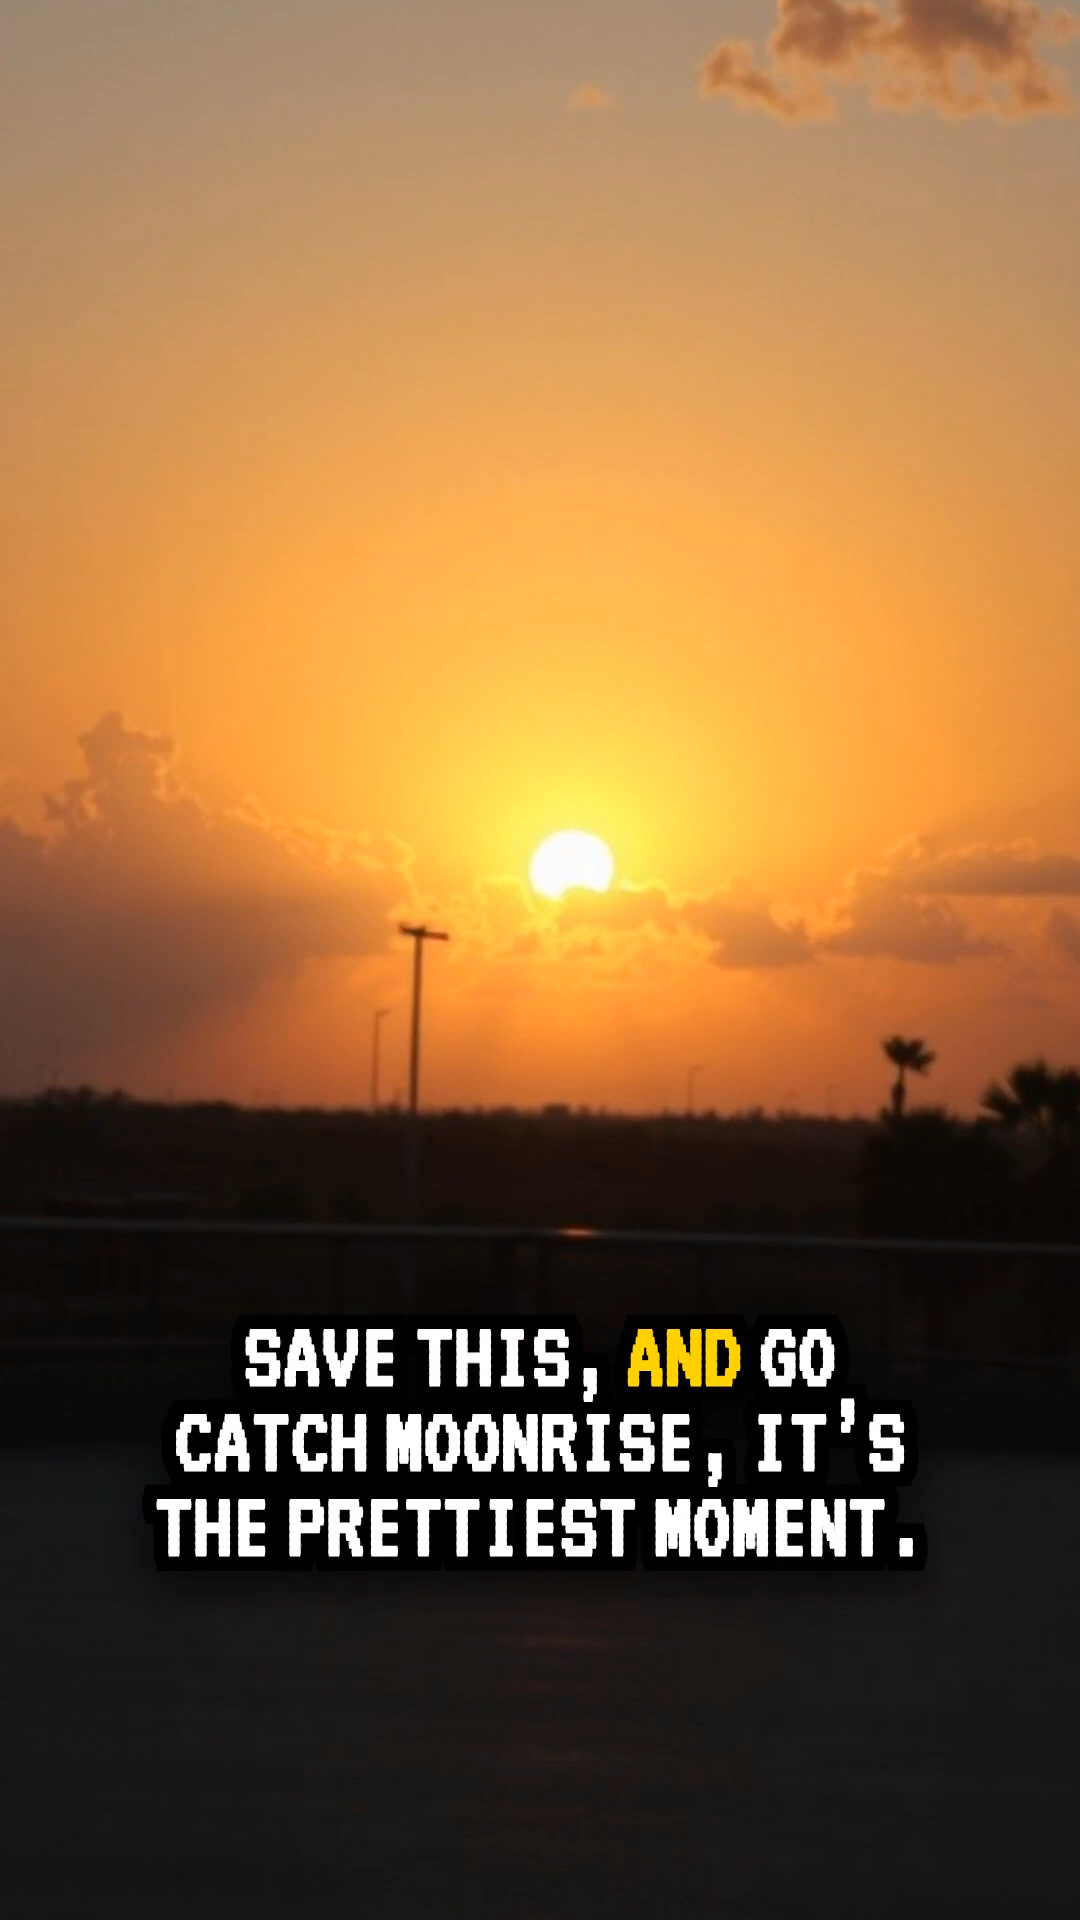 SAVE THIS, AND GO
CATCH MOONRISE, IT'S
THE PRETTIEST MOMENT.